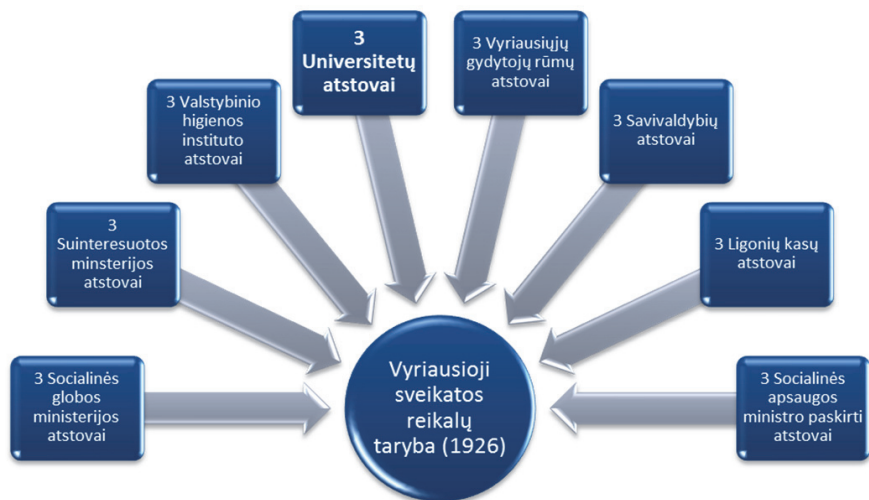 3
Universitetų
atstovai
3 Vyriausiųjų
gydytojų rūmų
atstovai
3 Valstybinio
higienos
instituto
atstovai
3 Savivaldybių
atstovai
3
Suinteresuotos
minsterijos
atstovai
3 Ligonių kasų
atstovai
3 Socialinės
globos
ministerijos
atstovai
Vyriausioji
sveikatos
reikalų
taryba (1926)
3 Socialinės
apsaugos
ministro paskirti
atstovai